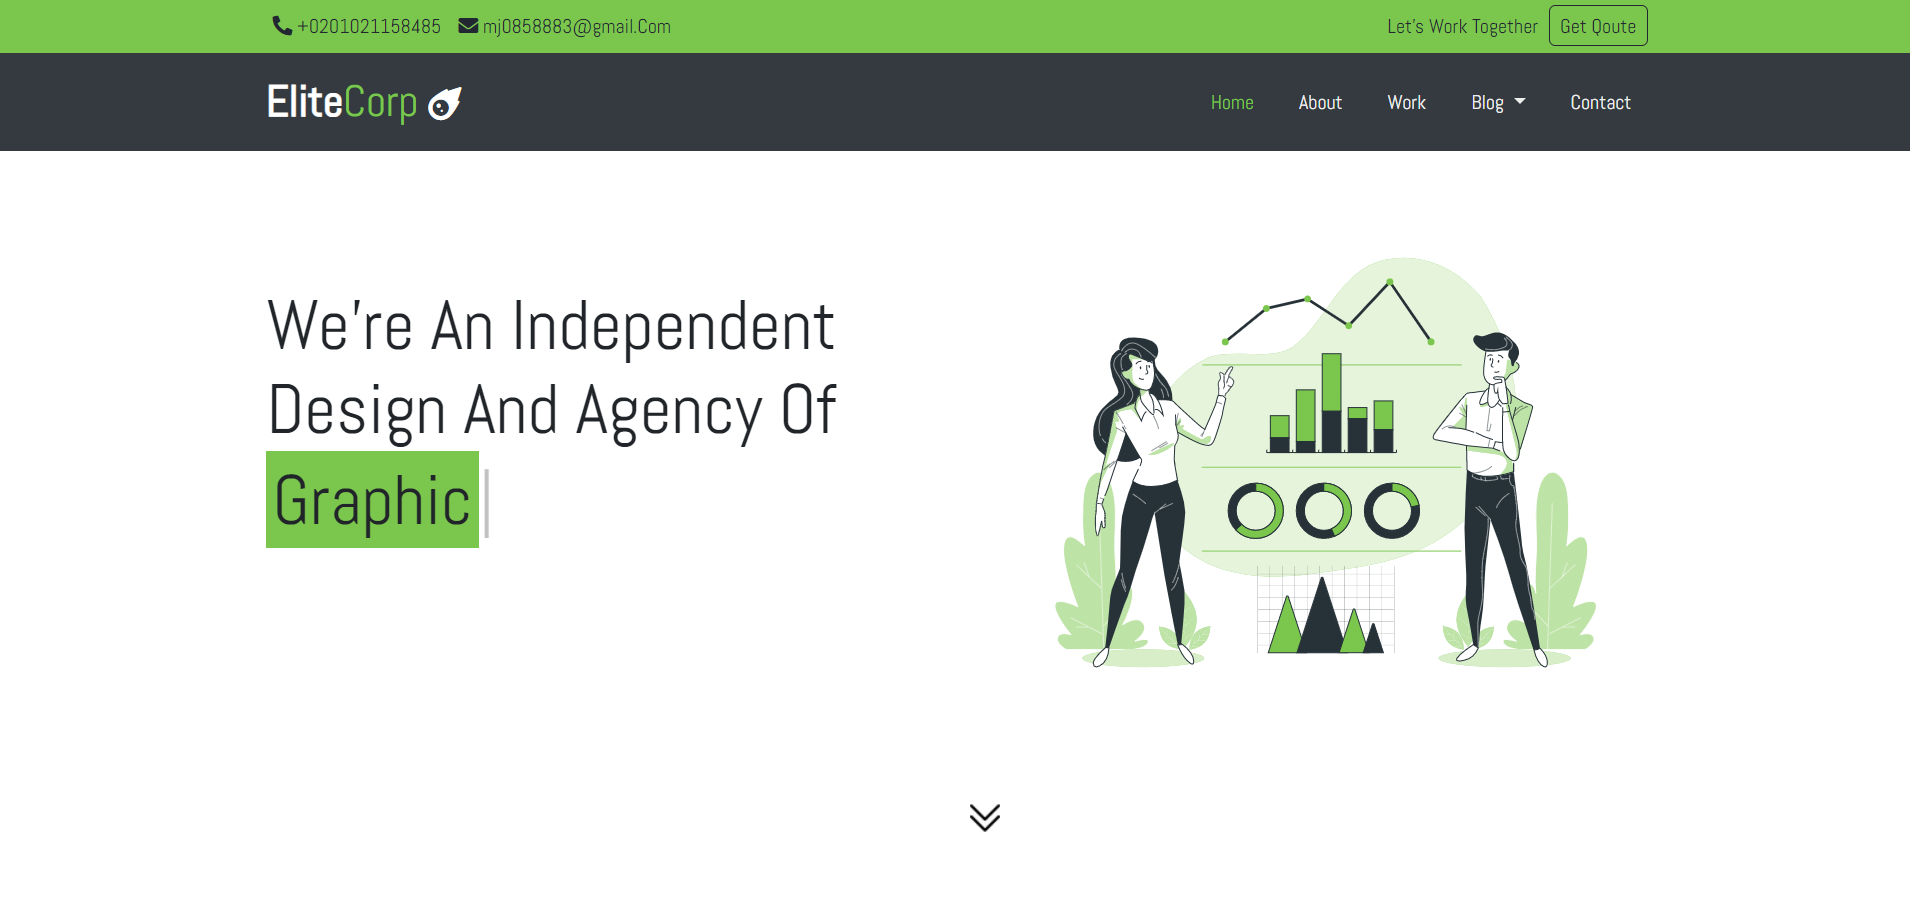 +0201021158485 mj0858883@gmail.Com Let's Work Together Get Qoute
EliteCorp Home About Work Blog Contact
We're An Independent
Design And Agency Of
Graphic